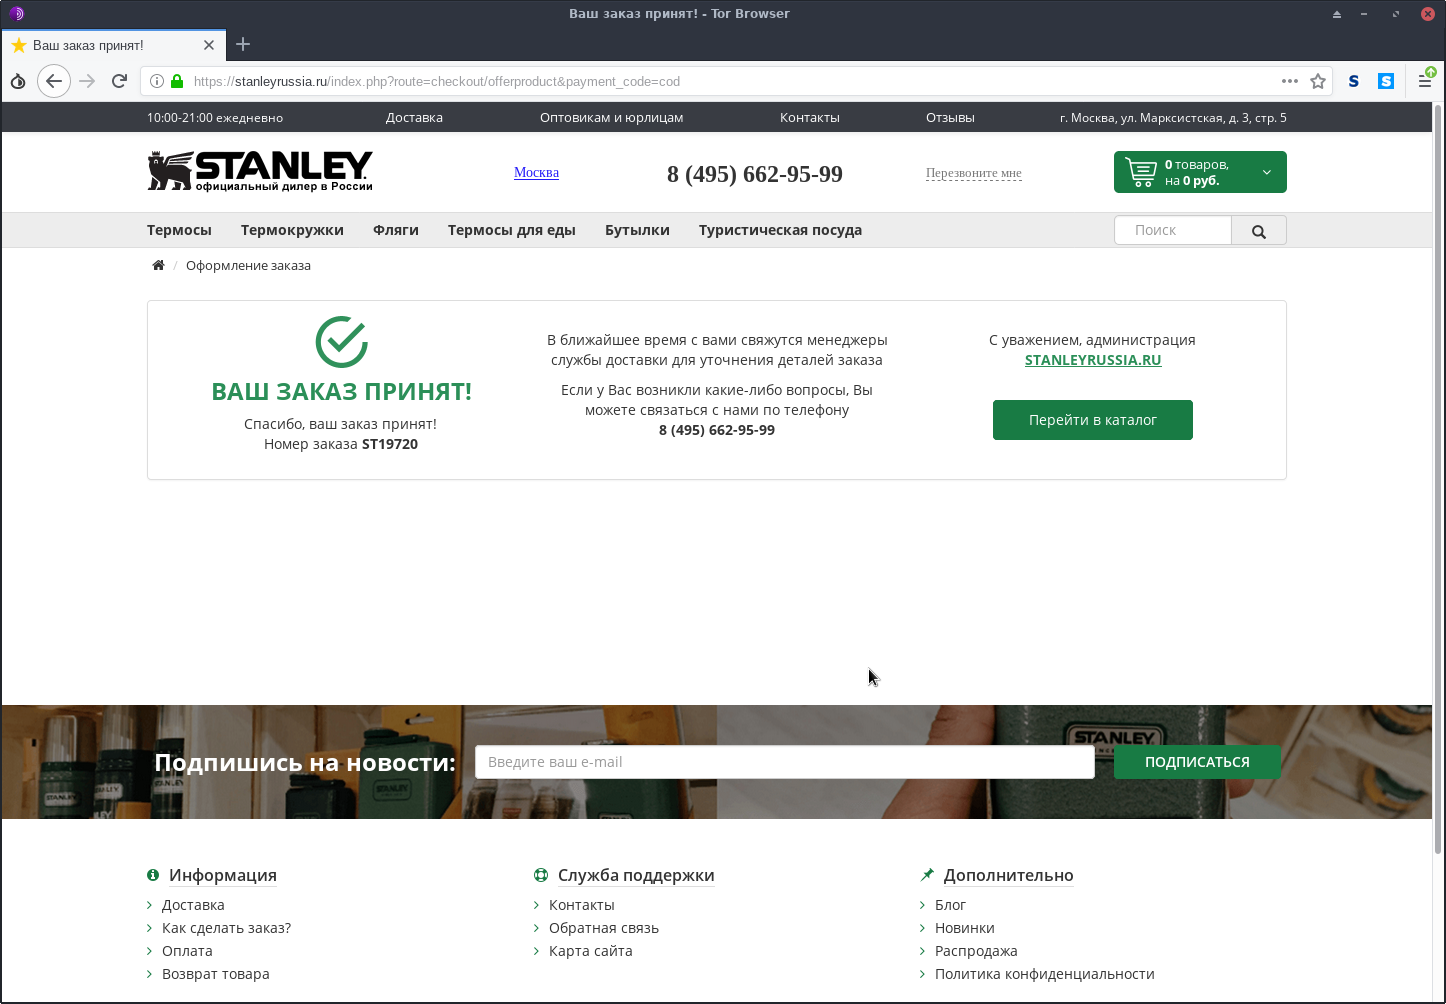 Ваш заказ принят! - Tor Browser
Ваш заказ принят!
https://stanleyrussia.ru/index.php?route=checkout/offerproduct&payment_code=cod
S
S
10:00-21:00 ежедневно
Доставка
Оптовикам и юрлицам
Контакты
Отзывы
г. Москва, ул. Марксистская, д. 3, стр. 5
STANLEY.
официальный дилер в России
Москва
8 (495) 662-95-99
Перезвоните мне
0 товаров,
на 0 руб.
Термосы
Термокружки
Фляги
Термосы для еды
Бутылки
Туристическая посуда
Поиск
/ Оформление заказа
ВАШ ЗАКАЗ ПРИНЯТ!
Спасибо, ваш заказ принят!
Номер заказа ST19720
В ближайшее время с вами свяжутся менеджеры
службы доставки для уточнения деталей заказа
Если у Вас возникли какие-либо вопросы, Вы
можете связаться с нами по телефону
8 (495) 662-95-99
С уважением, администрация
STANLEYRUSSIA.RU
Перейти в каталог
STANLEY
STANLEY
STANLEY
Подпишись на новости:
Введите ваш e-mail
ПОДПИСАТЬСЯ
Информация
Доставка
Как сделать заказ?
Оплата
Возврат товара
Служба поддержки
Контакты
Обратная связь
Карта сайта
Дополнительно
Блог
Новинки
Распродажа
Политика конфиденциальности